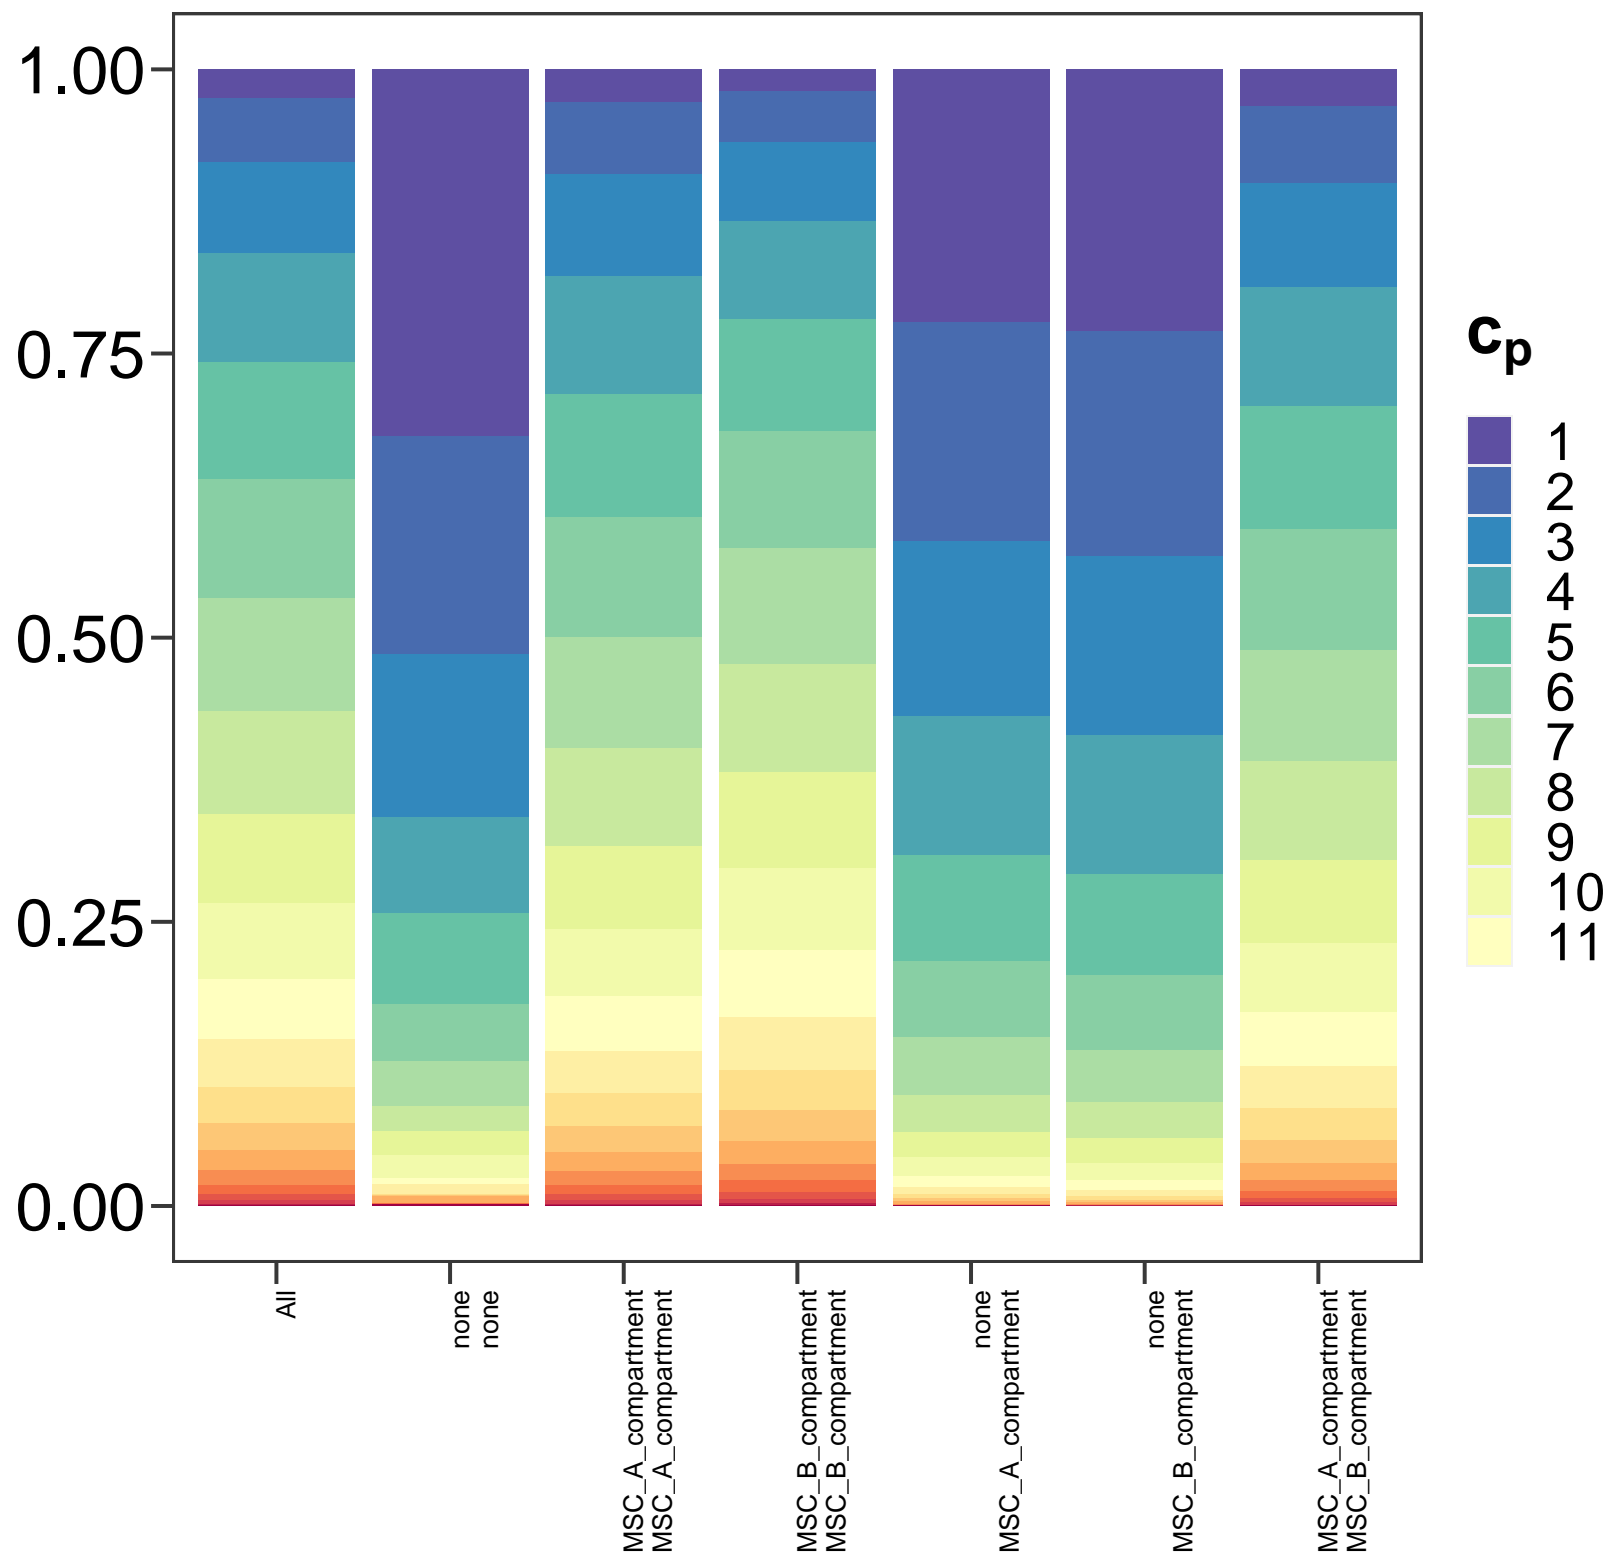 1.00
0.75
0.50
0.25
0.00
All
none
none
MSC_A_compartment
MSC_A_compartment
MSC_B_compartment
MSC_B_compartment
none
MSC_A_compartment
none
MSC_B_compartment
MSC_A_compartment
MSC_B_compartment
cp
1
2
3
4
5
6
7
8
9
10
11